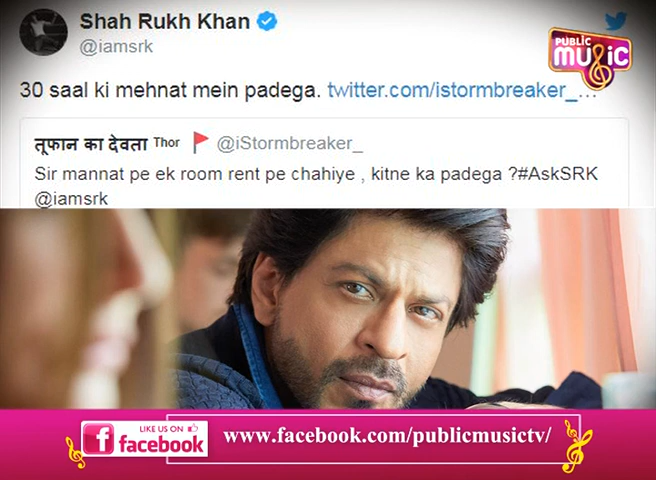 Shah Rukh Khan
@iamsrk
PUBLIC
music
30 saal ki mehnat mein padega. twitter.com/istormbreaker_...
तूफान का देवता Thor 🚩 @iStormbreaker_
Sir mannat pe ek room rent pe chahiye , kitne ka padega ?#AskSRK
@iamsrk
LIKE US ON
f facebook
www.facebook.com/publicmusictv/